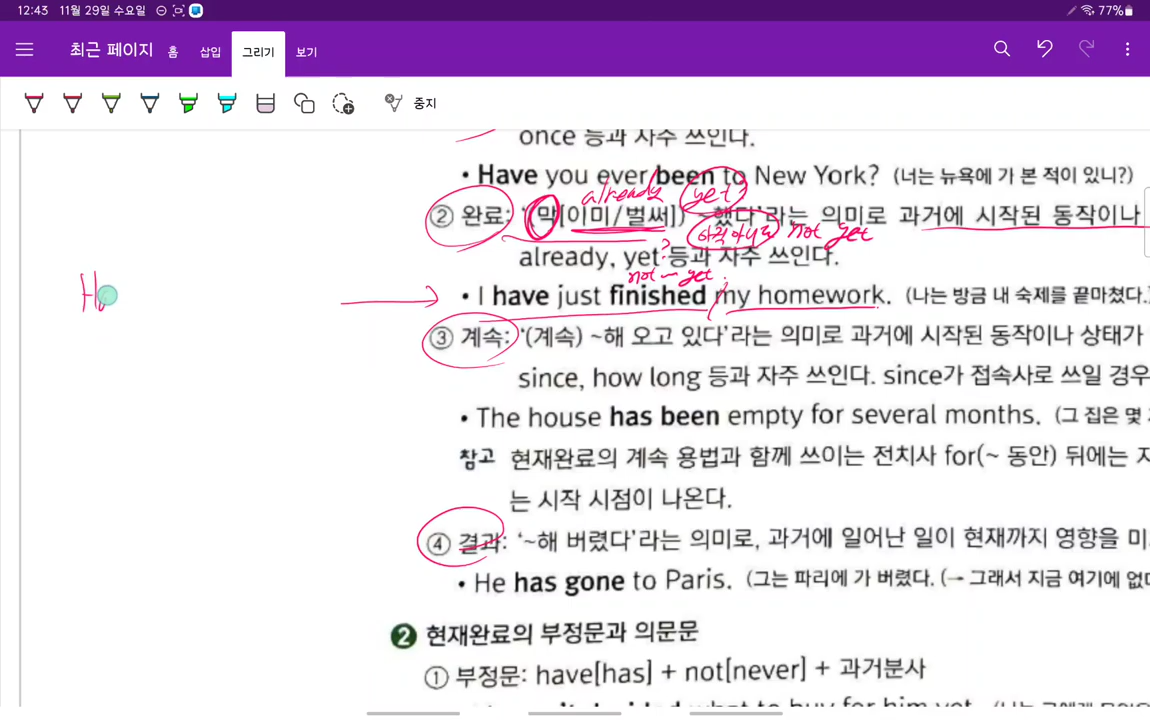 12:43 11월 29일 수요일 77%
최근 페이지 홈 삽입 그리기 보기
중지
once 등과 자주 쓰인다.
• Have you ever been to New York? (너는 뉴욕에 가 본 적이 있니?)
already yet?
② 완료: '(막[이미/벌써]) ~했다'라는 의미로 과거에 시작된 동작이나
아직 not yet
already, yet 등과 자주 쓰인다.
?
not ~ yet.
H
• I have just finished my homework. (나는 방금 내 숙제를 끝마쳤다.)
③ 계속: '(계속) ~해 오고 있다'라는 의미로 과거에 시작된 동작이나 상태가
since, how long 등과 자주 쓰인다. since가 접속사로 쓰일 경우
• The house has been empty for several months. (그 집은 몇
참고 현재완료의 계속 용법과 함께 쓰이는 전치사 for(~ 동안) 뒤에는
는 시작 시점이 나온다.
④ 결과: '~해 버렸다'라는 의미로, 과거에 일어난 일이 현재까지 영향을 미
• He has gone to Paris. (그는 파리에 가 버렸다. (→ 그래서 지금 여기에 없
2 현재완료의 부정문과 의문문
① 부정문: have[has] + not[never] + 과거분사